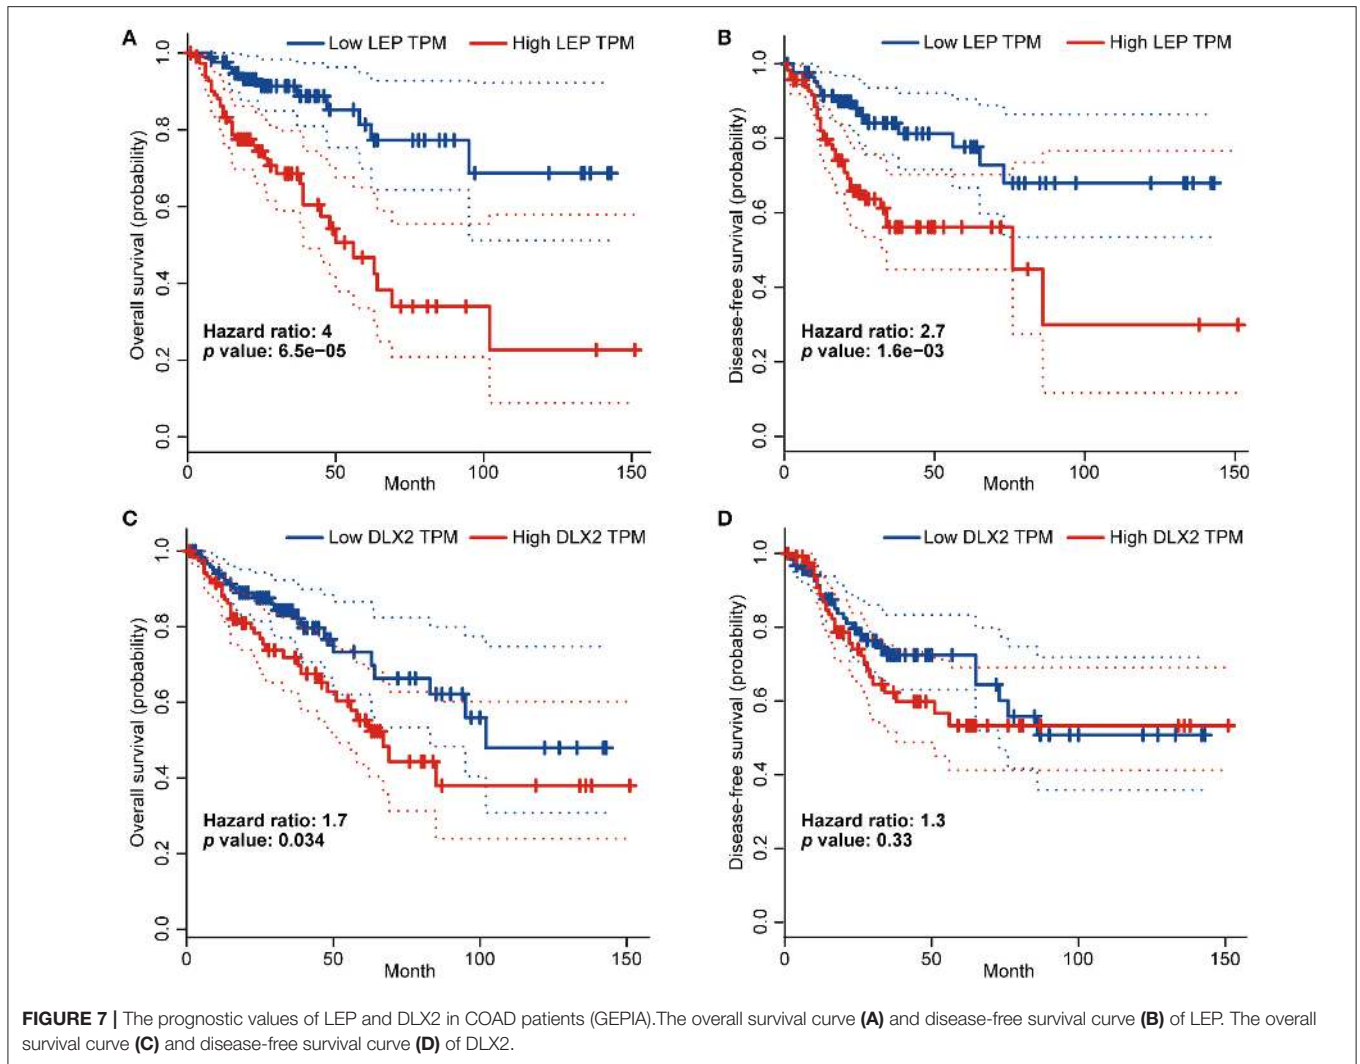 A
Low LEP TPM
High LEP TPM
Overall survival (probability)
1.0
0.8
0.6
0.4
0.2
0.0
Hazard ratio: 4
p value: 6.5e−05
0
50
100
150
Month
B
Low LEP TPM
High LEP TPM
Disease-free survival (probability)
1.0
0.8
0.6
0.4
0.2
0.0
Hazard ratio: 2.7
p value: 1.6e−03
0
50
100
150
Month
C
Low DLX2 TPM
High DLX2 TPM
Overall survival (probability)
1.0
0.8
0.6
0.4
0.2
0.0
Hazard ratio: 1.7
p value: 0.034
0
50
100
150
Month
D
Low DLX2 TPM
High DLX2 TPM
Disease-free survival (probability)
1.0
0.8
0.6
0.4
0.2
0.0
Hazard ratio: 1.3
p value: 0.33
0
50
100
150
Month
FIGURE 7 | The prognostic values of LEP and DLX2 in COAD patients (GEPIA).The overall survival curve (A) and disease-free survival curve (B) of LEP. The overall
survival curve (C) and disease-free survival curve (D) of DLX2.